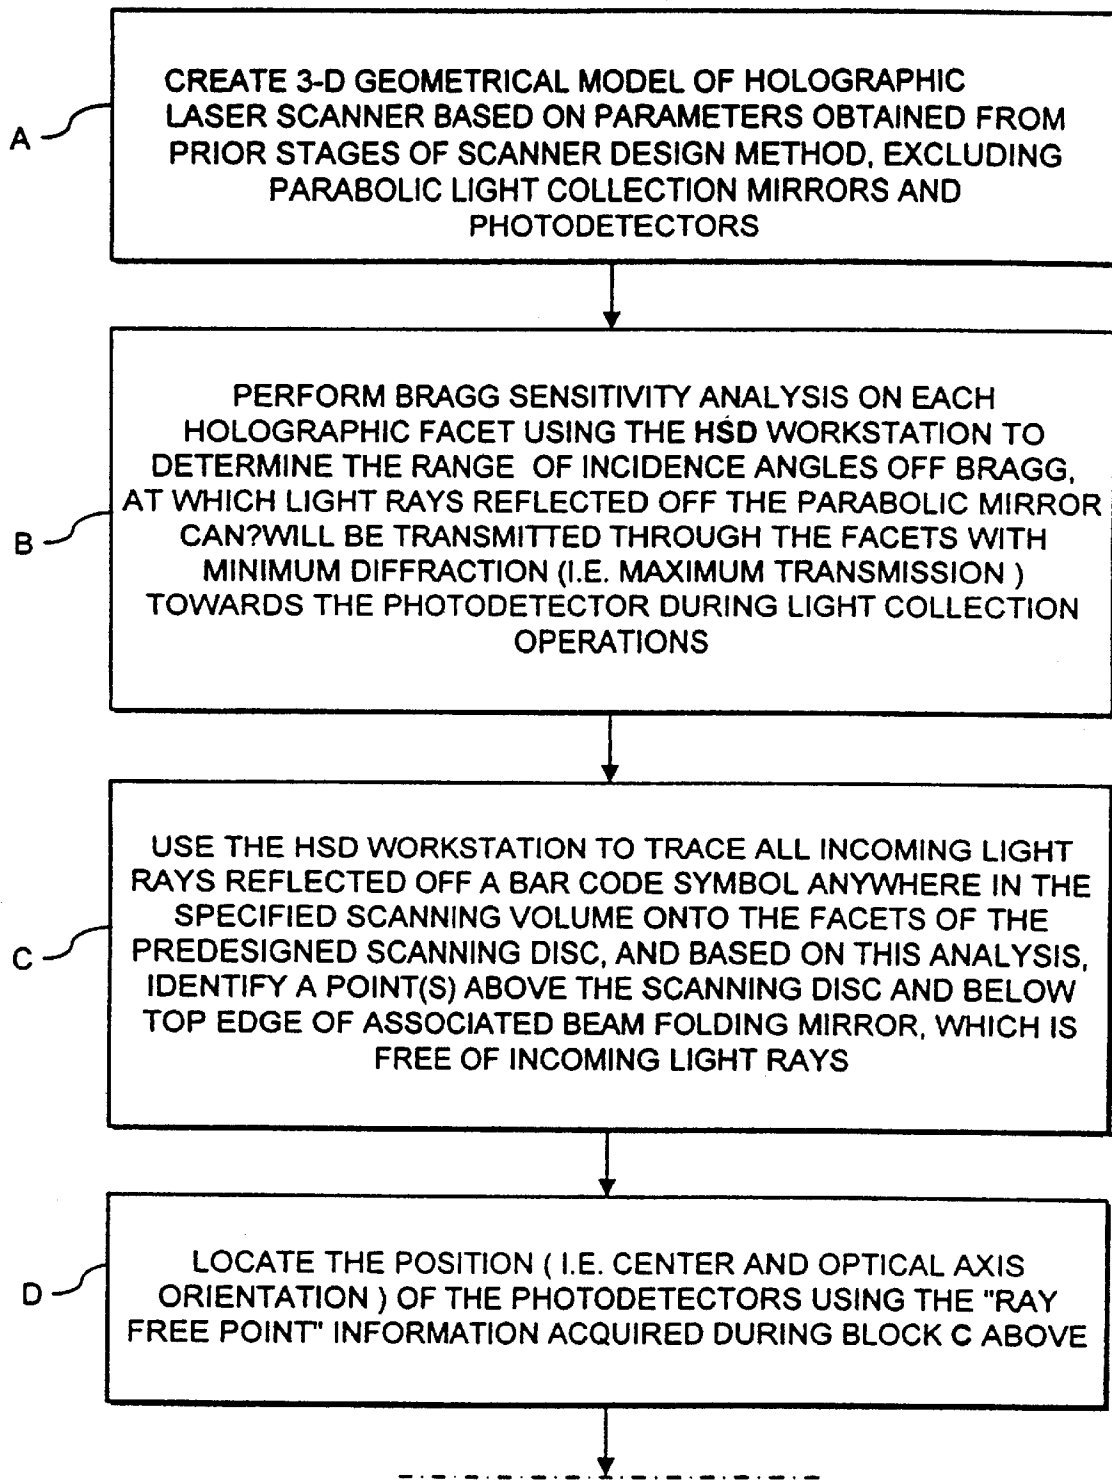 CREATE 3-D GEOMETRICAL MODEL OF HOLOGRAPHIC
LASER SCANNER BASED ON PARAMETERS OBTAINED FROM
PRIOR STAGES OF SCANNER DESIGN METHOD, EXCLUDING
PARABOLIC LIGHT COLLECTION MIRRORS AND
PHOTODETECTORS
A
PERFORM BRAGG SENSITIVITY ANALYSIS ON EACH
HOLOGRAPHIC FACET USING THE HSD WORKSTATION TO
DETERMINE THE RANGE OF INCIDENCE ANGLES OFF BRAGG,
AT WHICH LIGHT RAYS REFLECTED OFF THE PARABOLIC MIRROR
CAN?WILL BE TRANSMITTED THROUGH THE FACETS WITH
MINIMUM DIFFRACTION (I.E. MAXIMUM TRANSMISSION )
TOWARDS THE PHOTODETECTOR DURING LIGHT COLLECTION
OPERATIONS
B
USE THE HSD WORKSTATION TO TRACE ALL INCOMING LIGHT
RAYS REFLECTED OFF A BAR CODE SYMBOL ANYWHERE IN THE
SPECIFIED SCANNING VOLUME ONTO THE FACETS OF THE
PREDESIGNED SCANNING DISC, AND BASED ON THIS ANALYSIS,
IDENTIFY A POINT(S) ABOVE THE SCANNING DISC AND BELOW
TOP EDGE OF ASSOCIATED BEAM FOLDING MIRROR, WHICH IS
FREE OF INCOMING LIGHT RAYS
C
LOCATE THE POSITION ( I.E. CENTER AND OPTICAL AXIS
ORIENTATION ) OF THE PHOTODETECTORS USING THE "RAY
FREE POINT" INFORMATION ACQUIRED DURING BLOCK C ABOVE
D